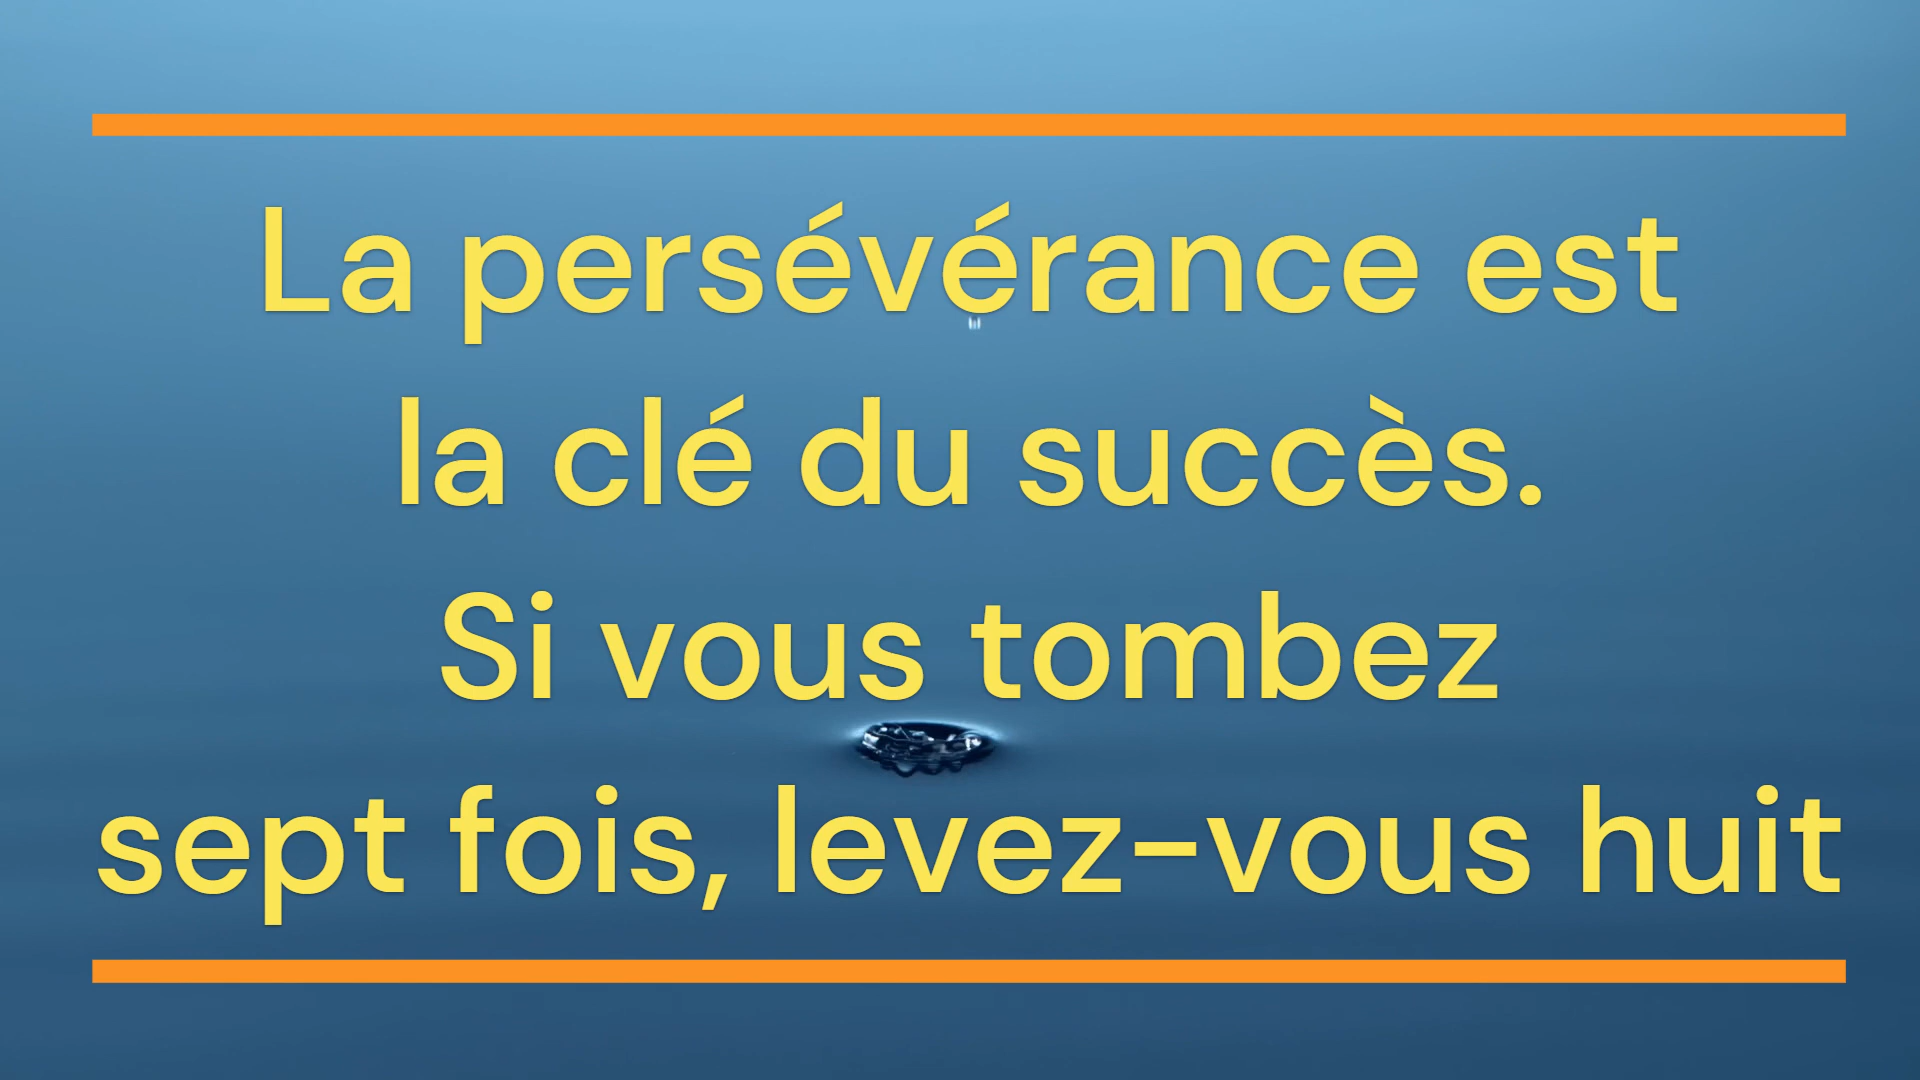 La persévérance est
la clé du succès.
Si vous tombez
sept fois, levez-vous huit